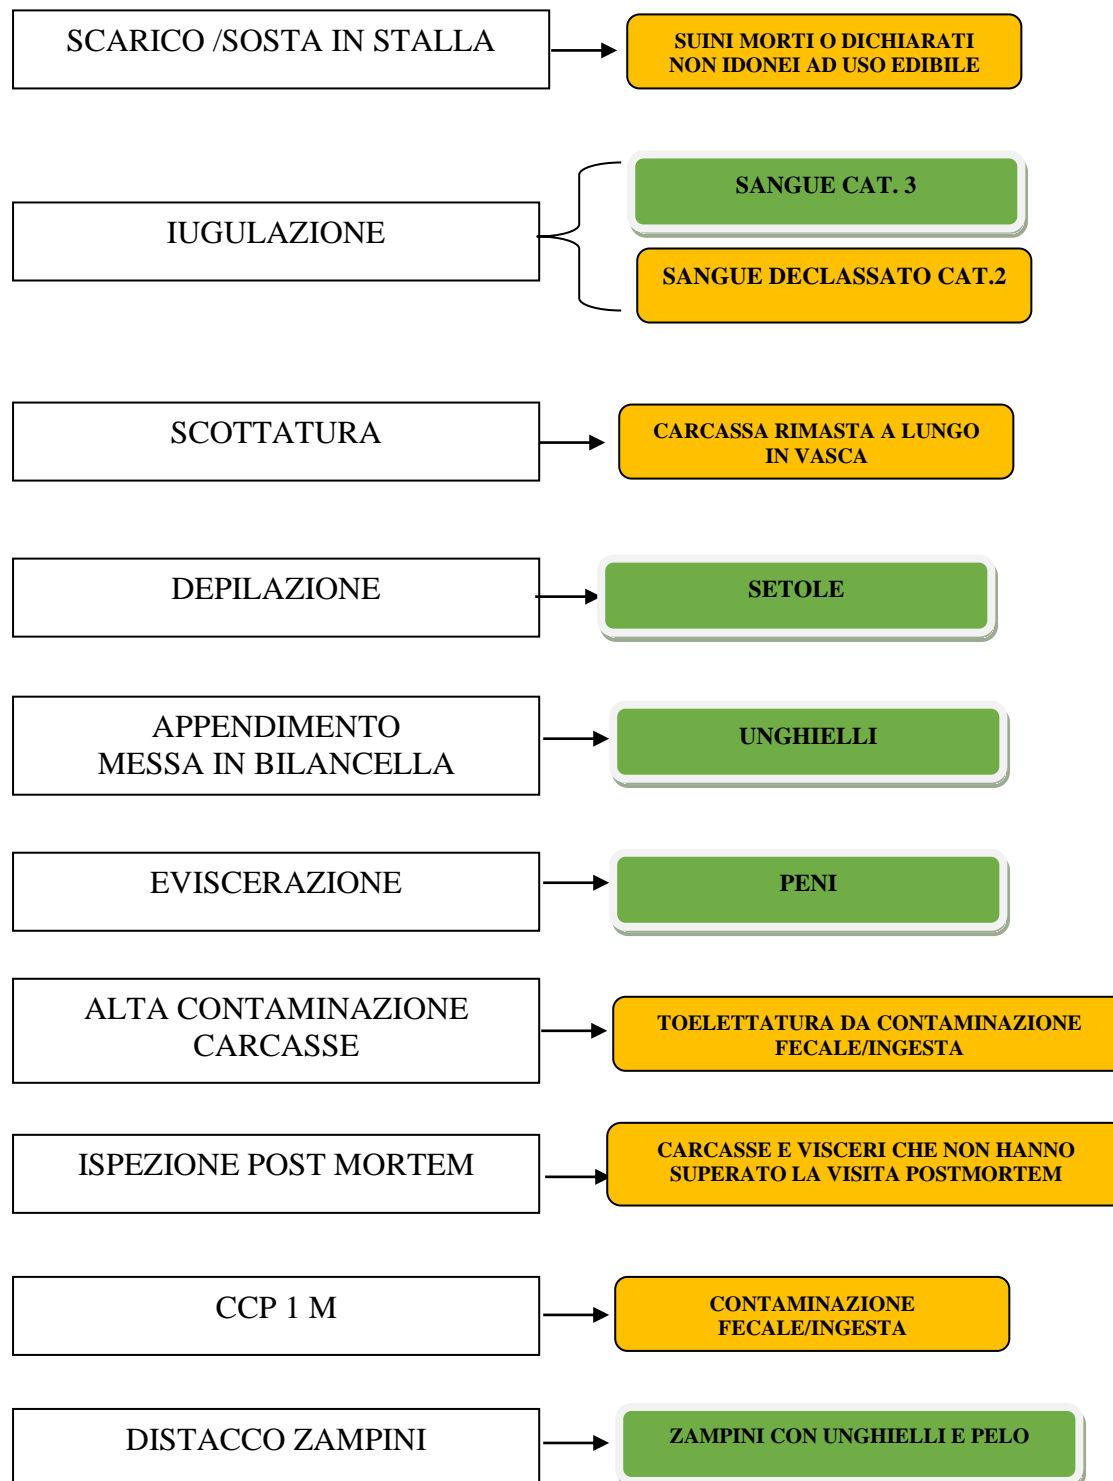 SCARICO /SOSTA IN STALLA
SUINI MORTI O DICHIARATI
NON IDONEI AD USO EDIBILE
IUGULAZIONE
SANGUE CAT. 3
SANGUE DECLASSATO CAT.2
SCOTTATURA
CARCASSA RIMASTA A LUNGO
IN VASCA
DEPILAZIONE
SETOLE
APPENDIMENTO
MESSA IN BILANCELLA
UNGHIELLI
EVISCERAZIONE
PENI
ALTA CONTAMINAZIONE
CARCASSE
TOELETTATURA DA CONTAMINAZIONE
FECALE/INGESTA
ISPEZIONE POST MORTEM
CARCASSE E VISCERI CHE NON HANNO
SUPERATO LA VISITA POSTMORTEM
CCP 1 M
CONTAMINAZIONE
FECALE/INGESTA
DISTACCO ZAMPINI
ZAMPINI CON UNGHIELLI E PELO